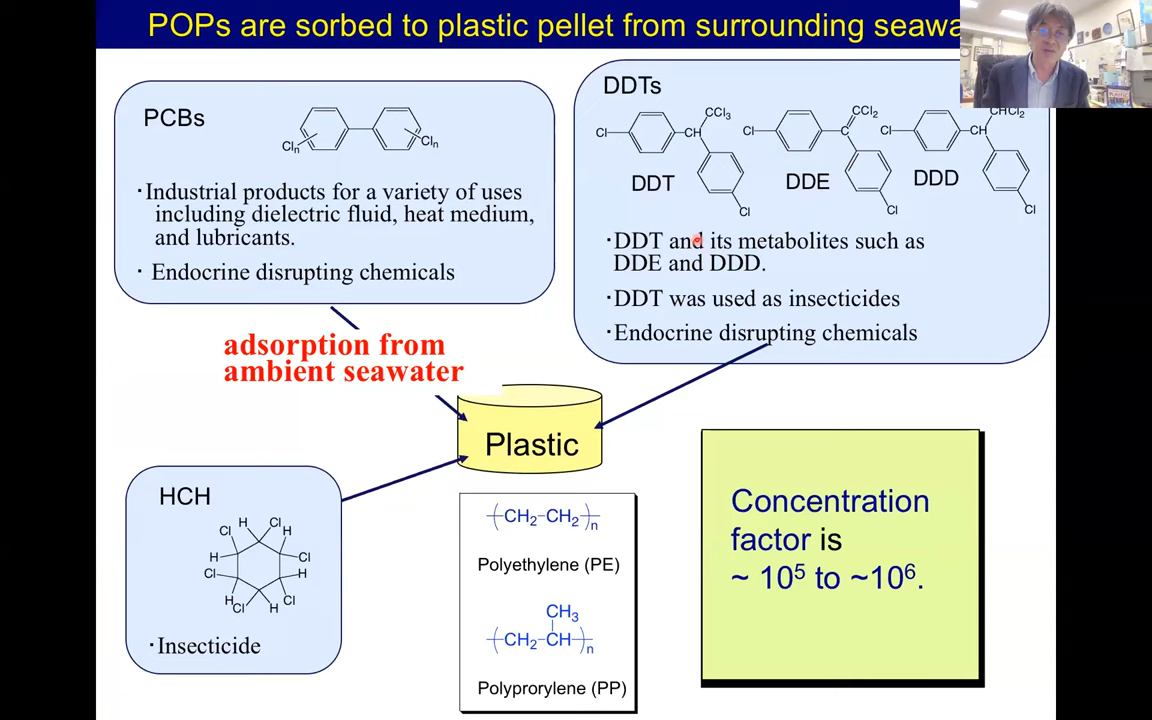 POPs are sorbed to plastic pellet from surrounding
PCBs
Cln
Cln
·Industrial products for a variety of uses
including dielectric fluid, heat medium,
and lubricants.
· Endocrine disrupting chemicals
DDTs
CCl3
Cl
CH
Cl
DDT
CCl2
Cl
C
Cl
DDE
CHCl2
Cl
CH
Cl
DDD
·DDT and its metabolites such as
DDE and DDD.
·DDT was used as insecticides
·Endocrine disrupting chemicals
adsorption from
ambient seawater
Plastic
HCH
H
Cl
Cl
H
H
Cl
Cl
H
H
Cl
Cl
H
·Insecticide
(CH2-CH2)n
Polyethylene (PE)
CH3
(CH2-CH)n
Polyprorylene (PP)
Concentration
factor is
~ 10⁵ to ~10⁶.